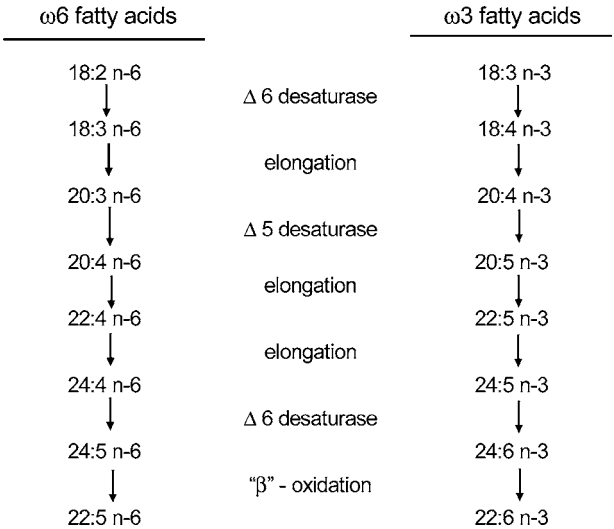 ω6 fatty acids ω3 fatty acids
18:2 n-6 18:3 n-3
Δ 6 desaturase
18:3 n-6 18:4 n-3
elongation
20:3 n-6 20:4 n-3
Δ 5 desaturase
20:4 n-6 20:5 n-3
elongation
22:4 n-6 22:5 n-3
elongation
24:4 n-6 24:5 n-3
Δ 6 desaturase
24:5 n-6 24:6 n-3
“β” - oxidation
22:5 n-6 22:6 n-3